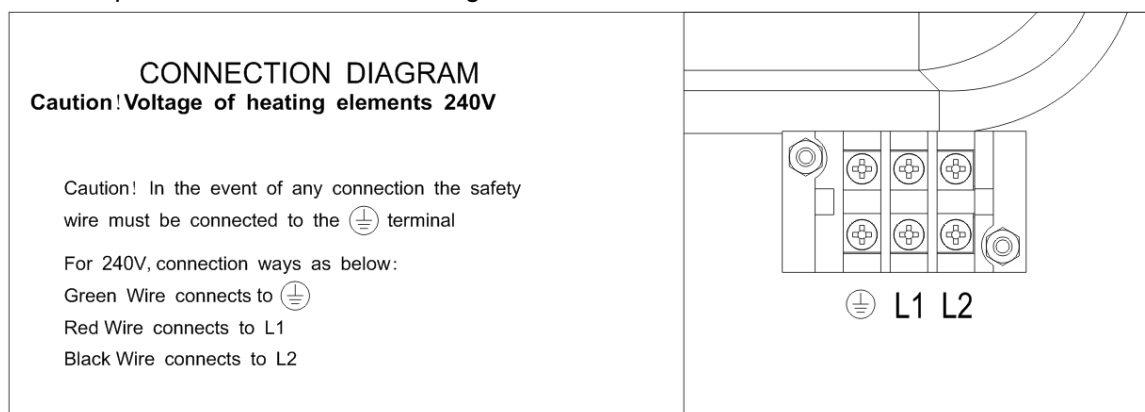 CONNECTION DIAGRAM
Caution!Voltage of heating elements 240V
Caution! In the event of any connection the safety
wire must be connected to the ⏚ terminal
For 240V, connection ways as below:
Green Wire connects to ⏚
Red Wire connects to L1
Black Wire connects to L2
⏚ L1 L2